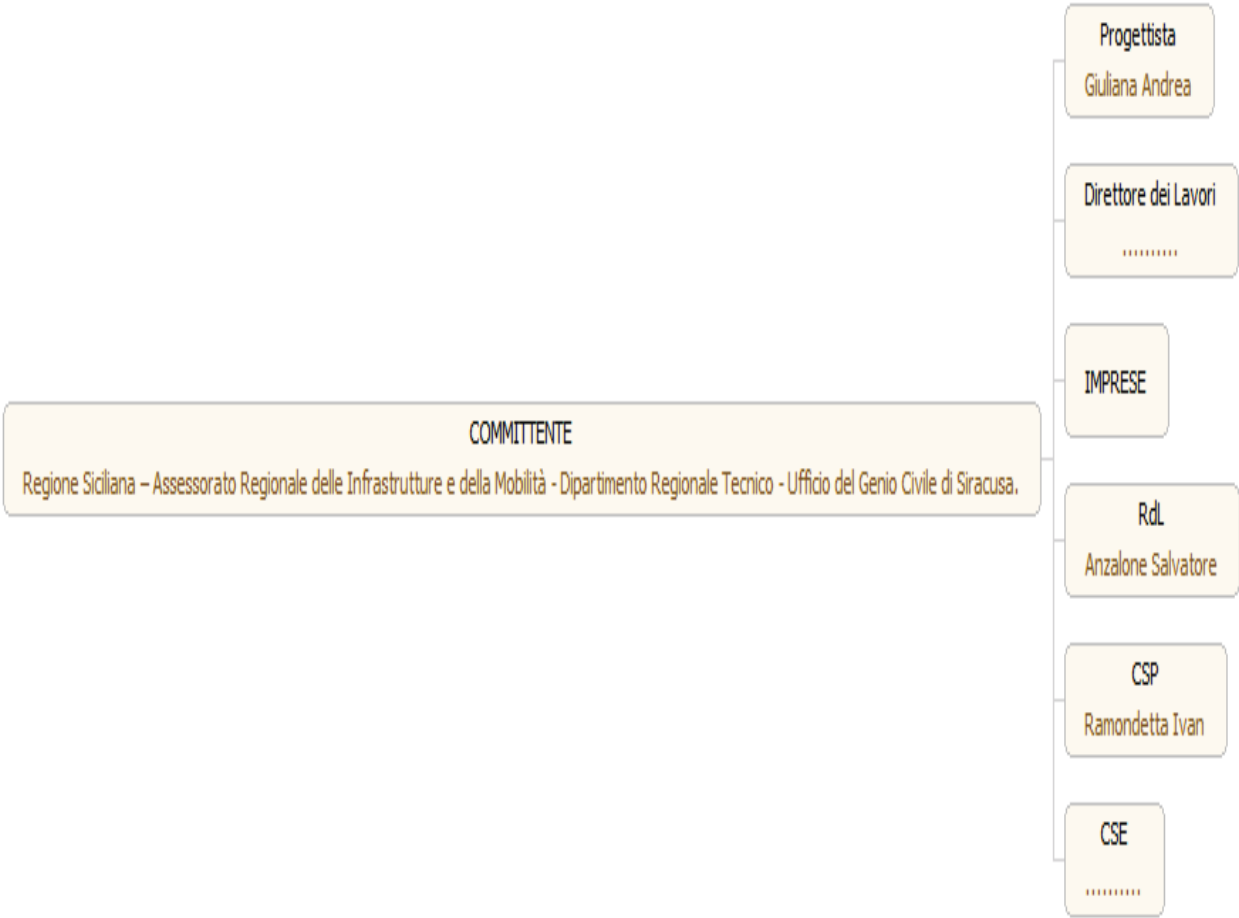 Progettista
Giuliana Andrea
Direttore dei Lavori
..........
IMPRESE
COMMITTENTE
Regione Siciliana – Assessorato Regionale delle Infrastrutture e della Mobilità - Dipartimento Regionale Tecnico - Ufficio del Genio Civile di Siracusa.
RdL
Anzalone Salvatore
CSP
Ramondetta Ivan
CSE
..........